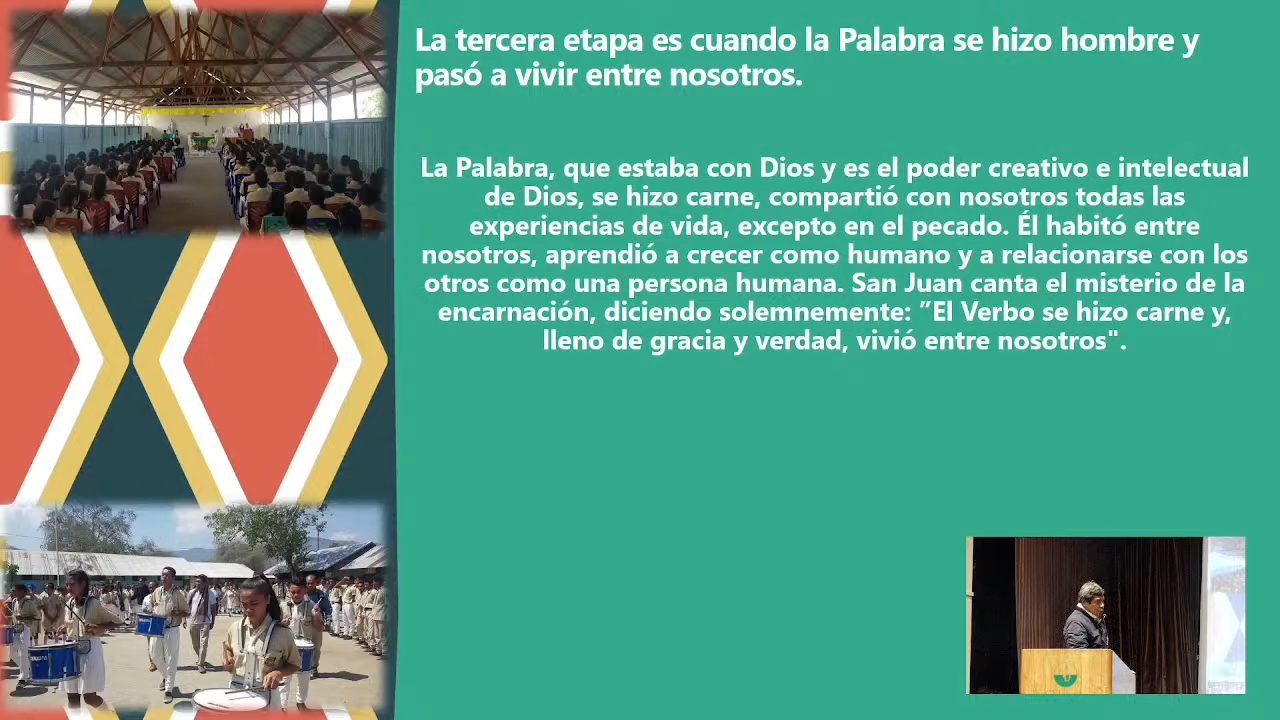 La tercera etapa es cuando la Palabra se hizo hombre y
pasó a vivir entre nosotros.
La Palabra, que estaba con Dios y es el poder creativo e intelectual
de Dios, se hizo carne, compartió con nosotros todas las
experiencias de vida, excepto en el pecado. Él habitó entre
nosotros, aprendió a crecer como humano y a relacionarse con los
otros como una persona humana. San Juan canta el misterio de la
encarnación, diciendo solemnemente: ”El Verbo se hizo carne y,
lleno de gracia y verdad, vivió entre nosotros".